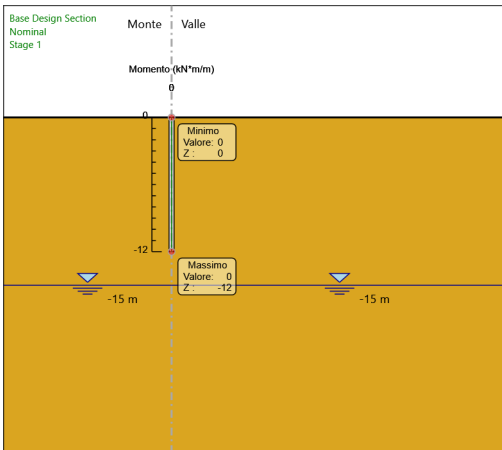 Base Design Section
Nominal
Stage 1
Monte Valle
Momento (kN*m/m)
0
0
Minimo
Valore: 0
Z : 0
-12
Massimo
Valore: 0
Z : -12
-15 m
-15 m